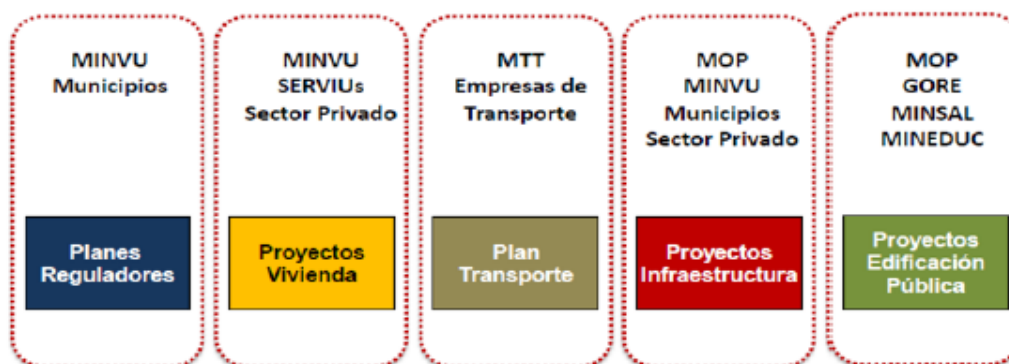 MINVU
Municipios
Planes
Reguladores
MINVU
SERVIUs
Sector Privado
Proyectos
Vivienda
MTT
Empresas de
Transporte
Plan
Transporte
MOP
MINVU
Municipios
Sector Privado
Proyectos
Infraestructura
MOP
GORE
MINSAL
MINEDUC
Proyectos
Edificación
Pública